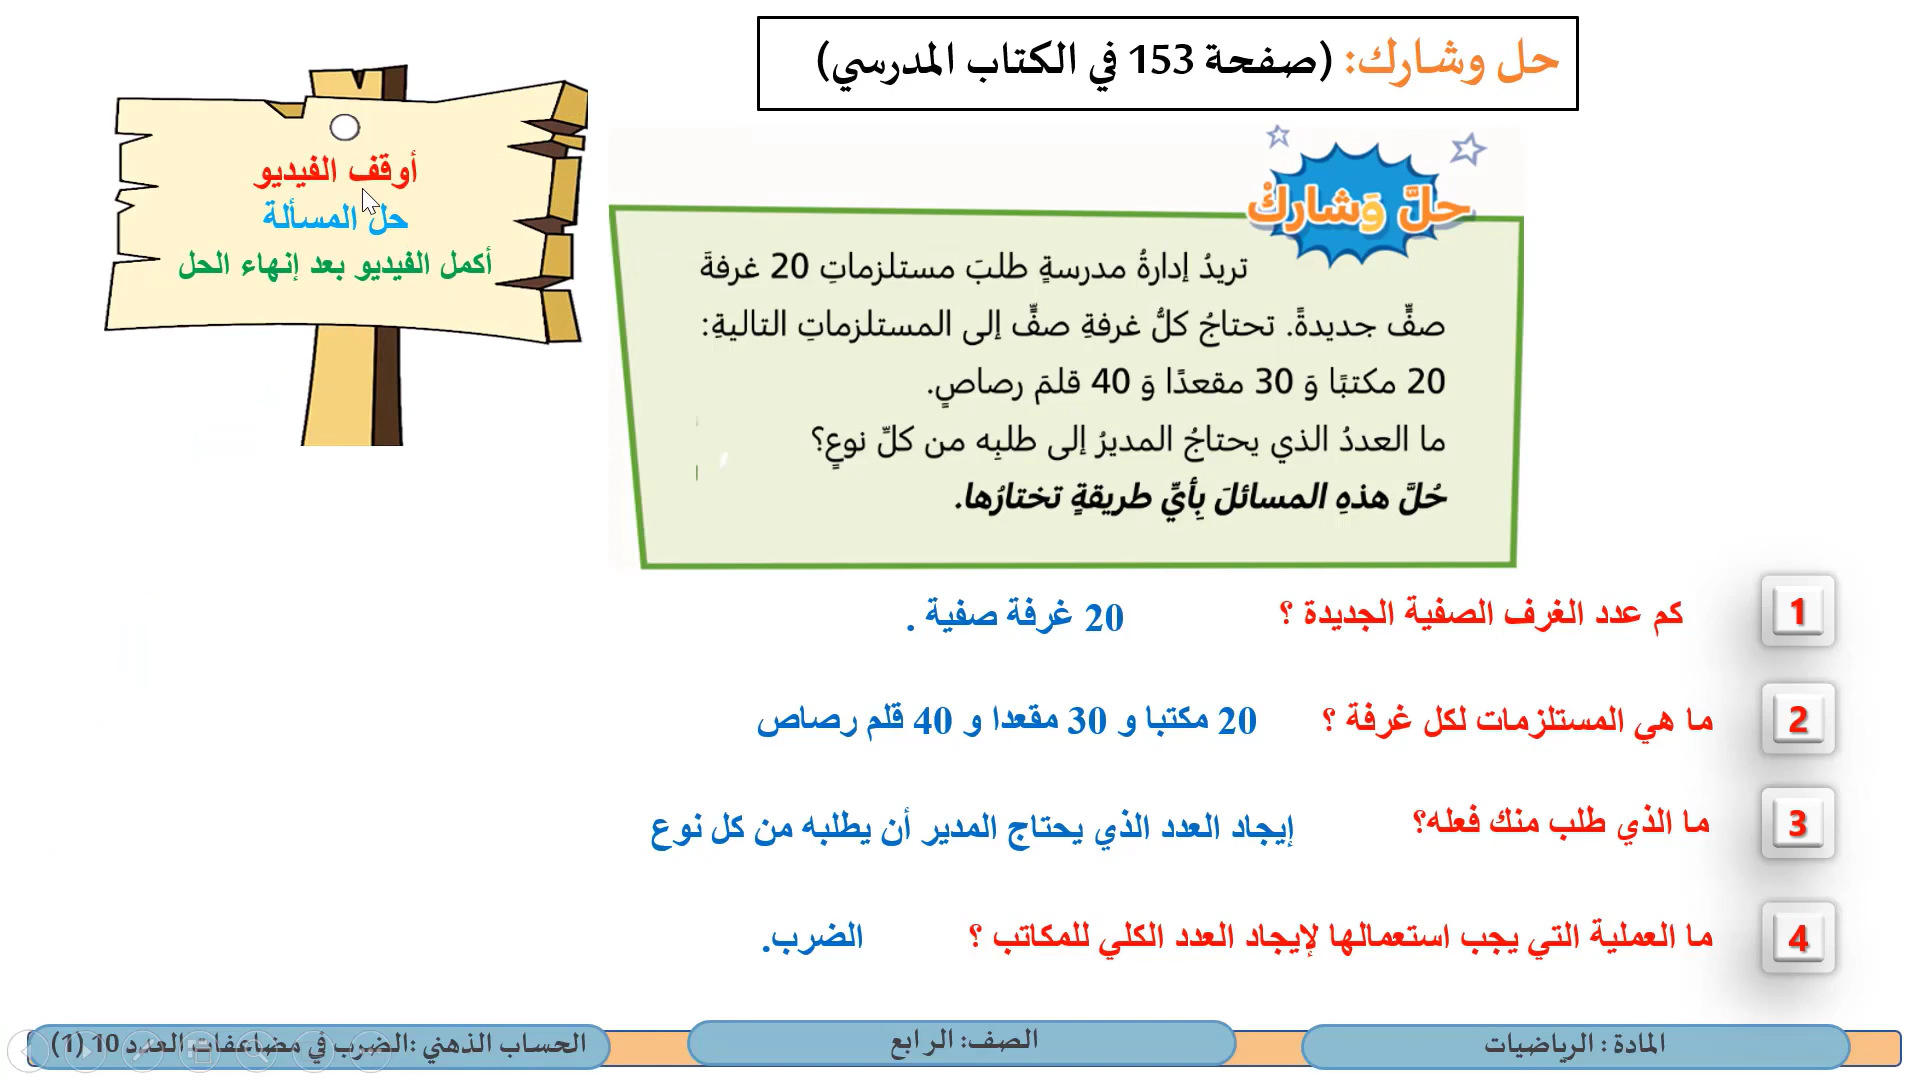 حل وشارك: (صفحة 153 في الكتاب المدرسي)
أوقف الفيديو
حل المسألة
أكمل الفيديو بعد إنهاء الحل
حلَّ وَشاركْ
تريدُ إدارةُ مدرسةٍ طلبَ مستلزماتِ 20 غرفةَ
صفٍّ جديدةً. تحتاجُ كلُّ غرفةِ صفٍّ إلى المستلزماتِ التاليةِ:
20 مكتبًا وَ 30 مقعدًا وَ 40 قلمَ رصاصٍ.
ما العددُ الذي يحتاجُ المديرُ إلى طلبِه من كلِّ نوعٍ؟
حُلَّ هذهِ المسائلَ بِأيِّ طريقةٍ تختارُها.
1 كم عدد الغرف الصفية الجديدة ؟ 20 غرفة صفية .
2 ما هي المستلزمات لكل غرفة ؟ 20 مكتبا و 30 مقعدا و 40 قلم رصاص
3 ما الذي طلب منك فعله؟ إيجاد العدد الذي يحتاج المدير أن يطلبه من كل نوع
4 ما العملية التي يجب استعمالها لإيجاد العدد الكلي للمكاتب ؟ الضرب.
المادة : الرياضيات
الصف: الرابع
الحساب الذهني :الضرب في مضاعفات العدد 10 (1)